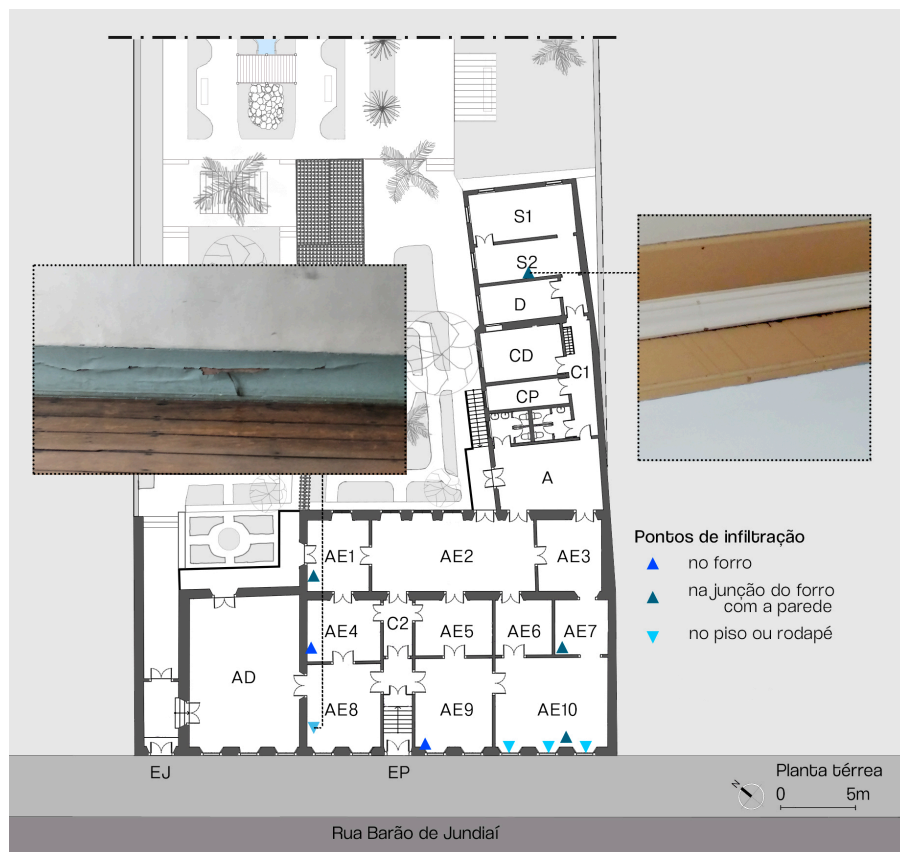 S1
S2
D
CD
C1
CP
A
AE1
AE2
AE3
AE4
C2
AE5
AE6
AE7
AD
AE8
AE9
AE10
Pontos de infiltração
no forro
na junção do forro
com a parede
no piso ou rodapé
EJ
EP
N
Planta térrea
0 5m
Rua Barão de Jundiaí